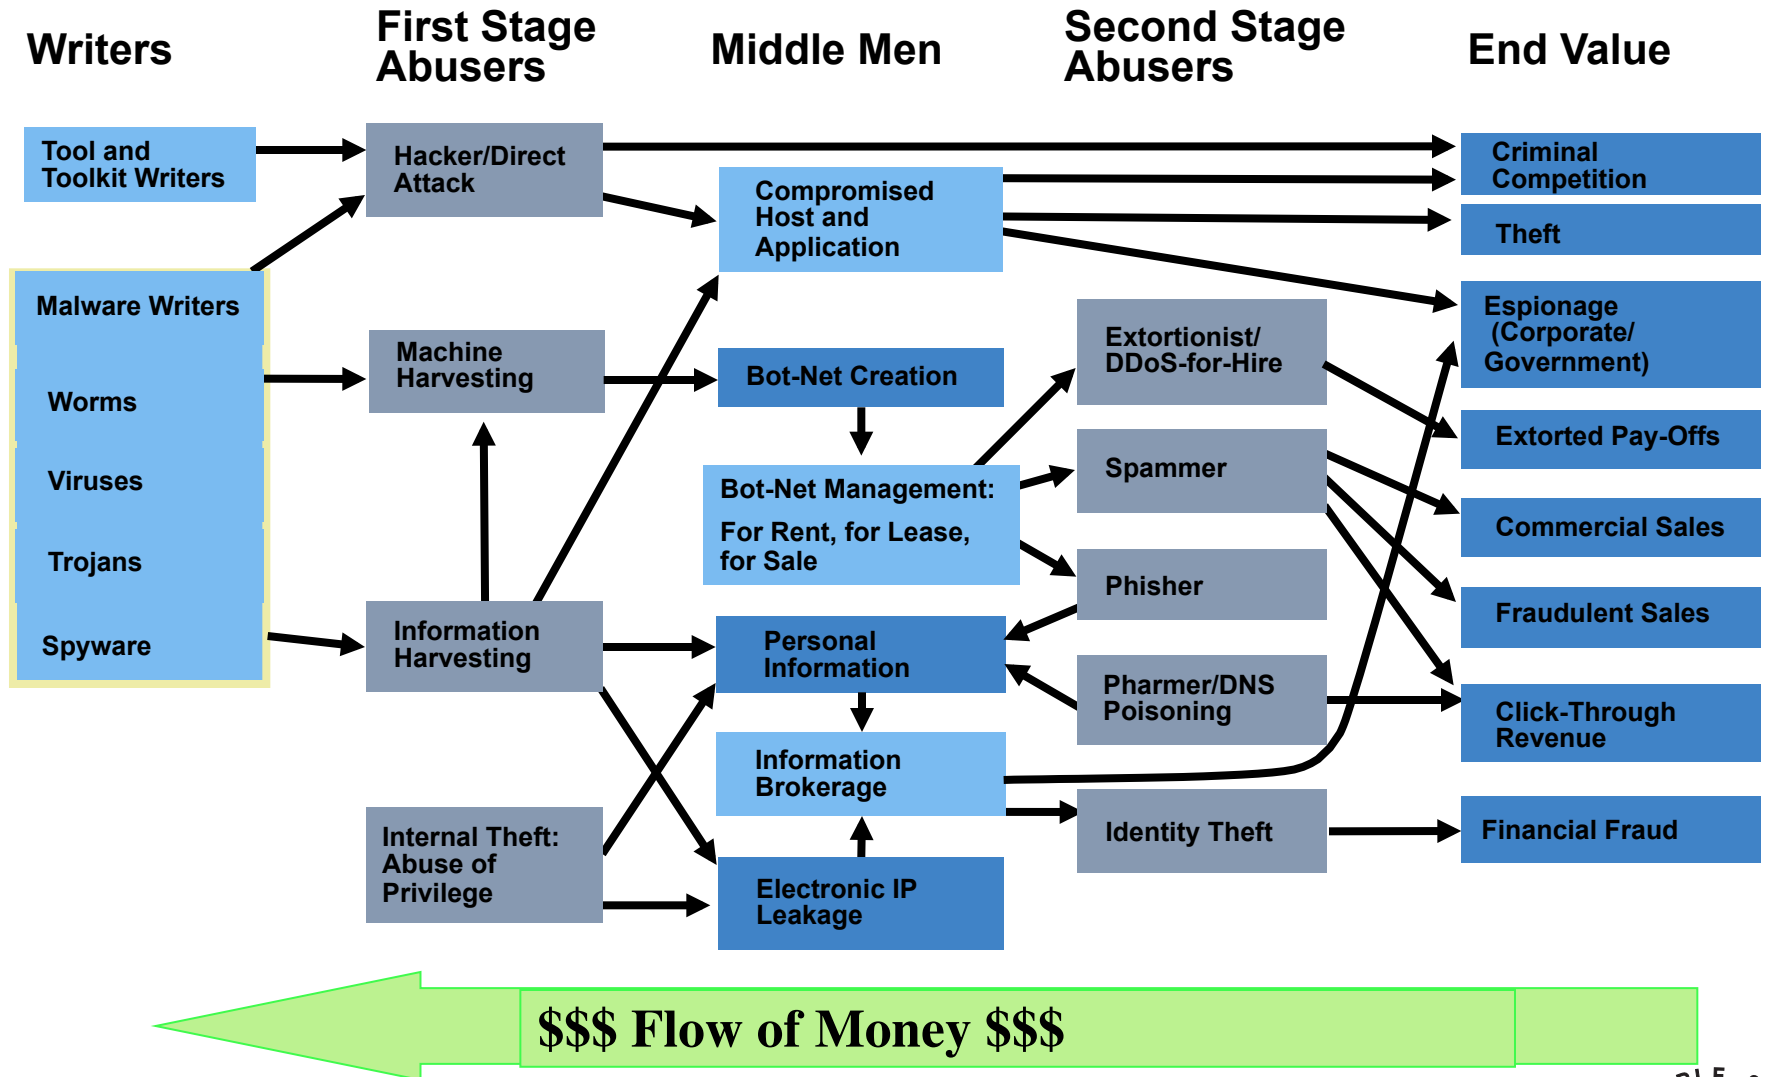 Writers
First Stage
Abusers
Middle Men
Second Stage
Abusers
End Value
Tool and
Toolkit Writers
Malware Writers
Worms
Viruses
Trojans
Spyware
Hacker/Direct
Attack
Machine
Harvesting
Information
Harvesting
Internal Theft:
Abuse of
Privilege
Compromised
Host and
Application
Bot-Net Creation
Bot-Net Management:
For Rent, for Lease,
for Sale
Personal
Information
Information
Brokerage
Electronic IP
Leakage
Extortionist/
DDoS-for-Hire
Spammer
Phisher
Pharmer/DNS
Poisoning
Identity Theft
Criminal
Competition
Theft
Espionage
(Corporate/
Government)
Extorted Pay-Offs
Commercial Sales
Fraudulent Sales
Click-Through
Revenue
Financial Fraud
$$$ Flow of Money $$$